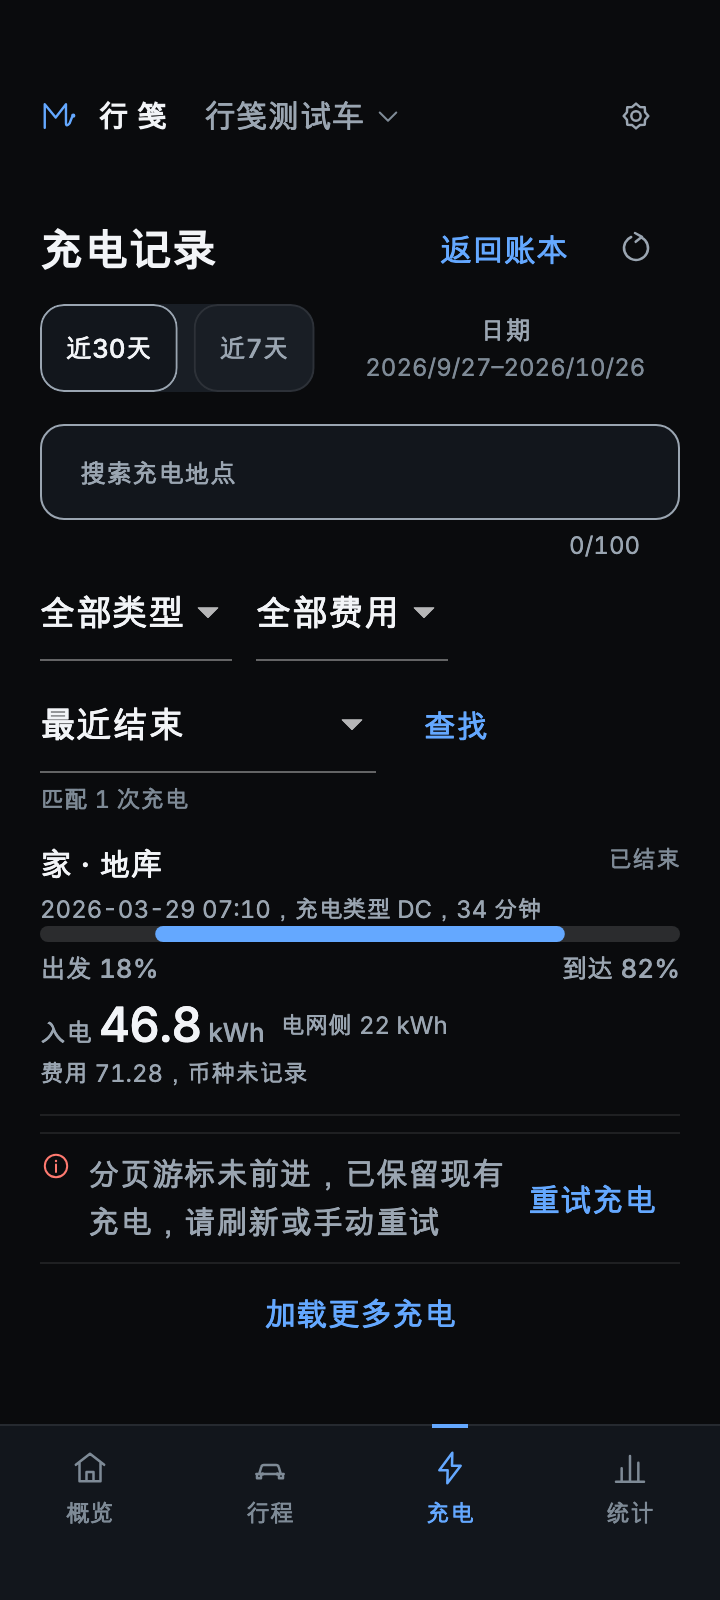 行笺 行笺测试车
充电记录 返回账本
近30天 近7天 日期
2026/9/27–2026/10/26
搜索充电地点
0/100
全部类型 全部费用
最近结束 查找
匹配 1 次充电
家 · 地库 已结束
2026-03-29 07:10，充电类型 DC，34 分钟
出发 18% 到达 82%
入电 46.8 kWh 电网侧 22 kWh
费用 71.28，币种未记录
分页游标未前进，已保留现有
充电，请刷新或手动重试
重试充电
加载更多充电
概览 行程 充电 统计